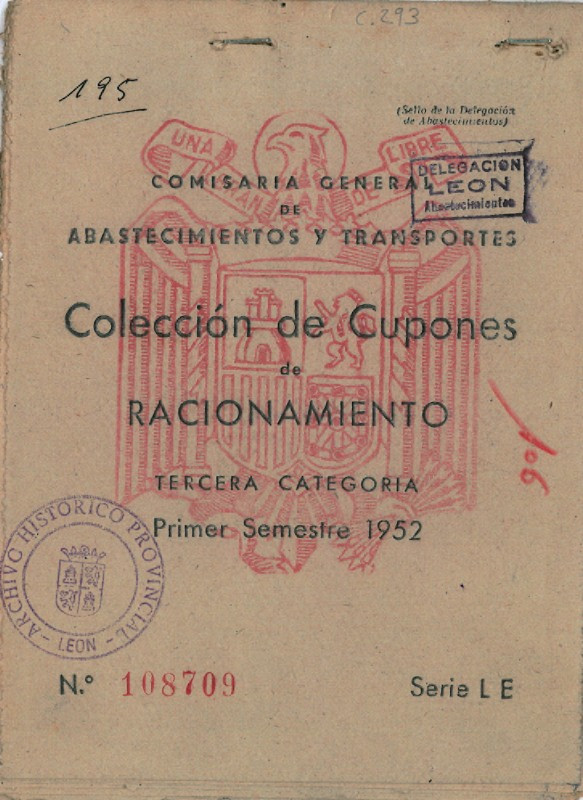 C.293
195
(Sello de la Delegación
de Abastecimientos)
UNA
LIBRE
DELEGACION
LEON
Abastecimientos
COMISARIA GENERAL
DE
ABASTECIMIENTOS Y TRANSPORTES
Colección de Cupones
de
RACIONAMIENTO
106
TERCERA CATEGORIA
Primer Semestre 1952
ARCHIVO HISTORICO PROVINCIAL
- LEON -
N.º 108709
Serie L E